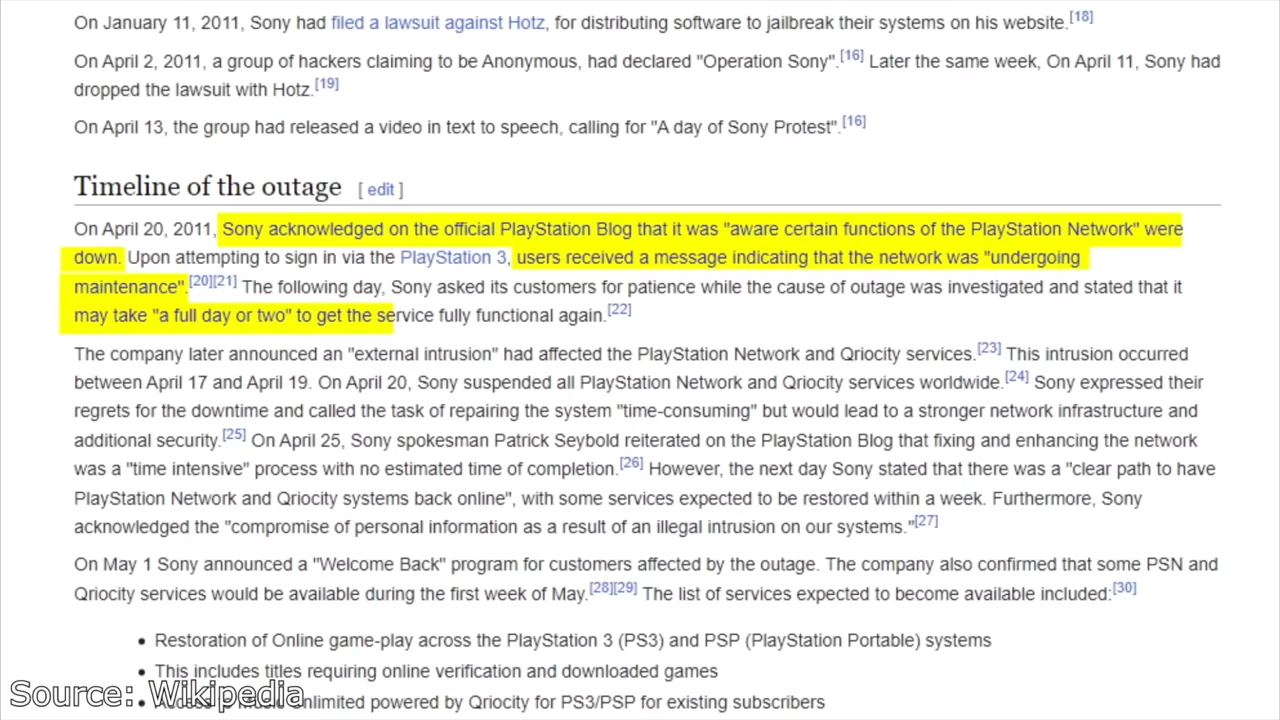 On January 11, 2011, Sony had filed a lawsuit against Hotz, for distributing software to jailbreak their systems on his website.[18]
On April 2, 2011, a group of hackers claiming to be Anonymous, had declared "Operation Sony".[16] Later the same week, On April 11, Sony had
dropped the lawsuit with Hotz.[19]
On April 13, the group had released a video in text to speech, calling for "A day of Sony Protest".[16]
Timeline of the outage [ edit ]
On April 20, 2011, Sony acknowledged on the official PlayStation Blog that it was "aware certain functions of the PlayStation Network" were
down. Upon attempting to sign in via the PlayStation 3, users received a message indicating that the network was "undergoing
maintenance".[20][21] The following day, Sony asked its customers for patience while the cause of outage was investigated and stated that it
may take "a full day or two" to get the service fully functional again.[22]
The company later announced an "external intrusion" had affected the PlayStation Network and Qriocity services.[23] This intrusion occurred
between April 17 and April 19. On April 20, Sony suspended all PlayStation Network and Qriocity services worldwide.[24] Sony expressed their
regrets for the downtime and called the task of repairing the system "time-consuming" but would lead to a stronger network infrastructure and
additional security.[25] On April 25, Sony spokesman Patrick Seybold reiterated on the PlayStation Blog that fixing and enhancing the network
was a "time intensive" process with no estimated time of completion.[26] However, the next day Sony stated that there was a "clear path to have
PlayStation Network and Qriocity systems back online", with some services expected to be restored within a week. Furthermore, Sony
acknowledged the "compromise of personal information as a result of an illegal intrusion on our systems."[27]
On May 1 Sony announced a "Welcome Back" program for customers affected by the outage. The company also confirmed that some PSN and
Qriocity services would be available during the first week of May.[28][29] The list of services expected to become available included:[30]
• Restoration of Online game-play across the PlayStation 3 (PS3) and PSP (PlayStation Portable) systems
• This includes titles requiring online verification and downloaded games
• Unlimited powered by Qriocity for PS3/PSP for existing subscribers
Source: Wikipedia